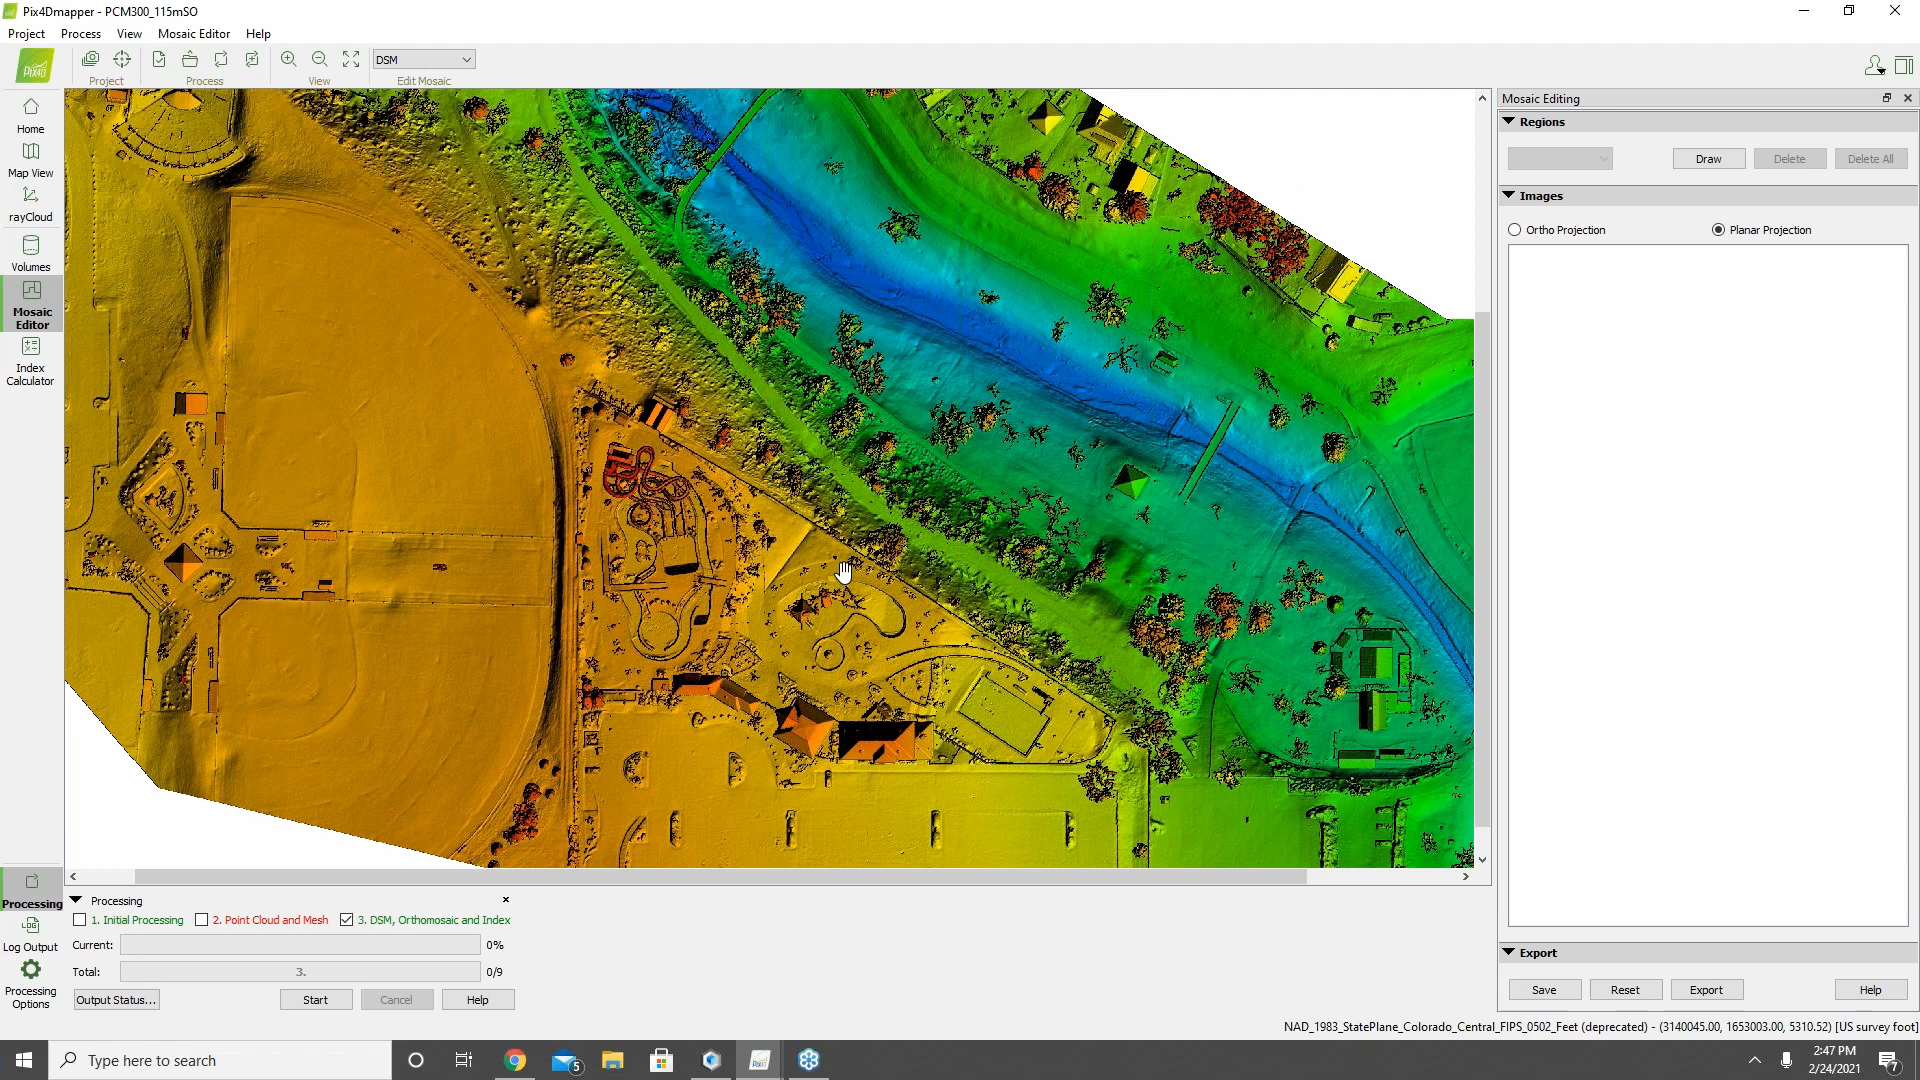 Pix4Dmapper - PCM300_115mSO
Project Process View Mosaic Editor Help
PIX4D
DSM
Project Process View Edit Mosaic
Home
Map View
rayCloud
Volumes
Mosaic
Editor
Index
Calculator
Processing
Log Output
Processing
Options
Mosaic Editing
Regions
Draw Delete Delete All
Images
Ortho Projection Planar Projection
Export
Save Reset Export Help
Processing
1. Initial Processing 2. Point Cloud and Mesh 3. DSM, Orthomosaic and Index
Current: 0%
Total: 3. 0/9
Output Status... Start Cancel Help
NAD_1983_StatePlane_Colorado_Central_FIPS_0502_Feet (deprecated) - (3140045.00, 1653003.00, 5310.52) [US survey foot]
Type here to search
5
PIX4D
2:47 PM
2/24/2021
7